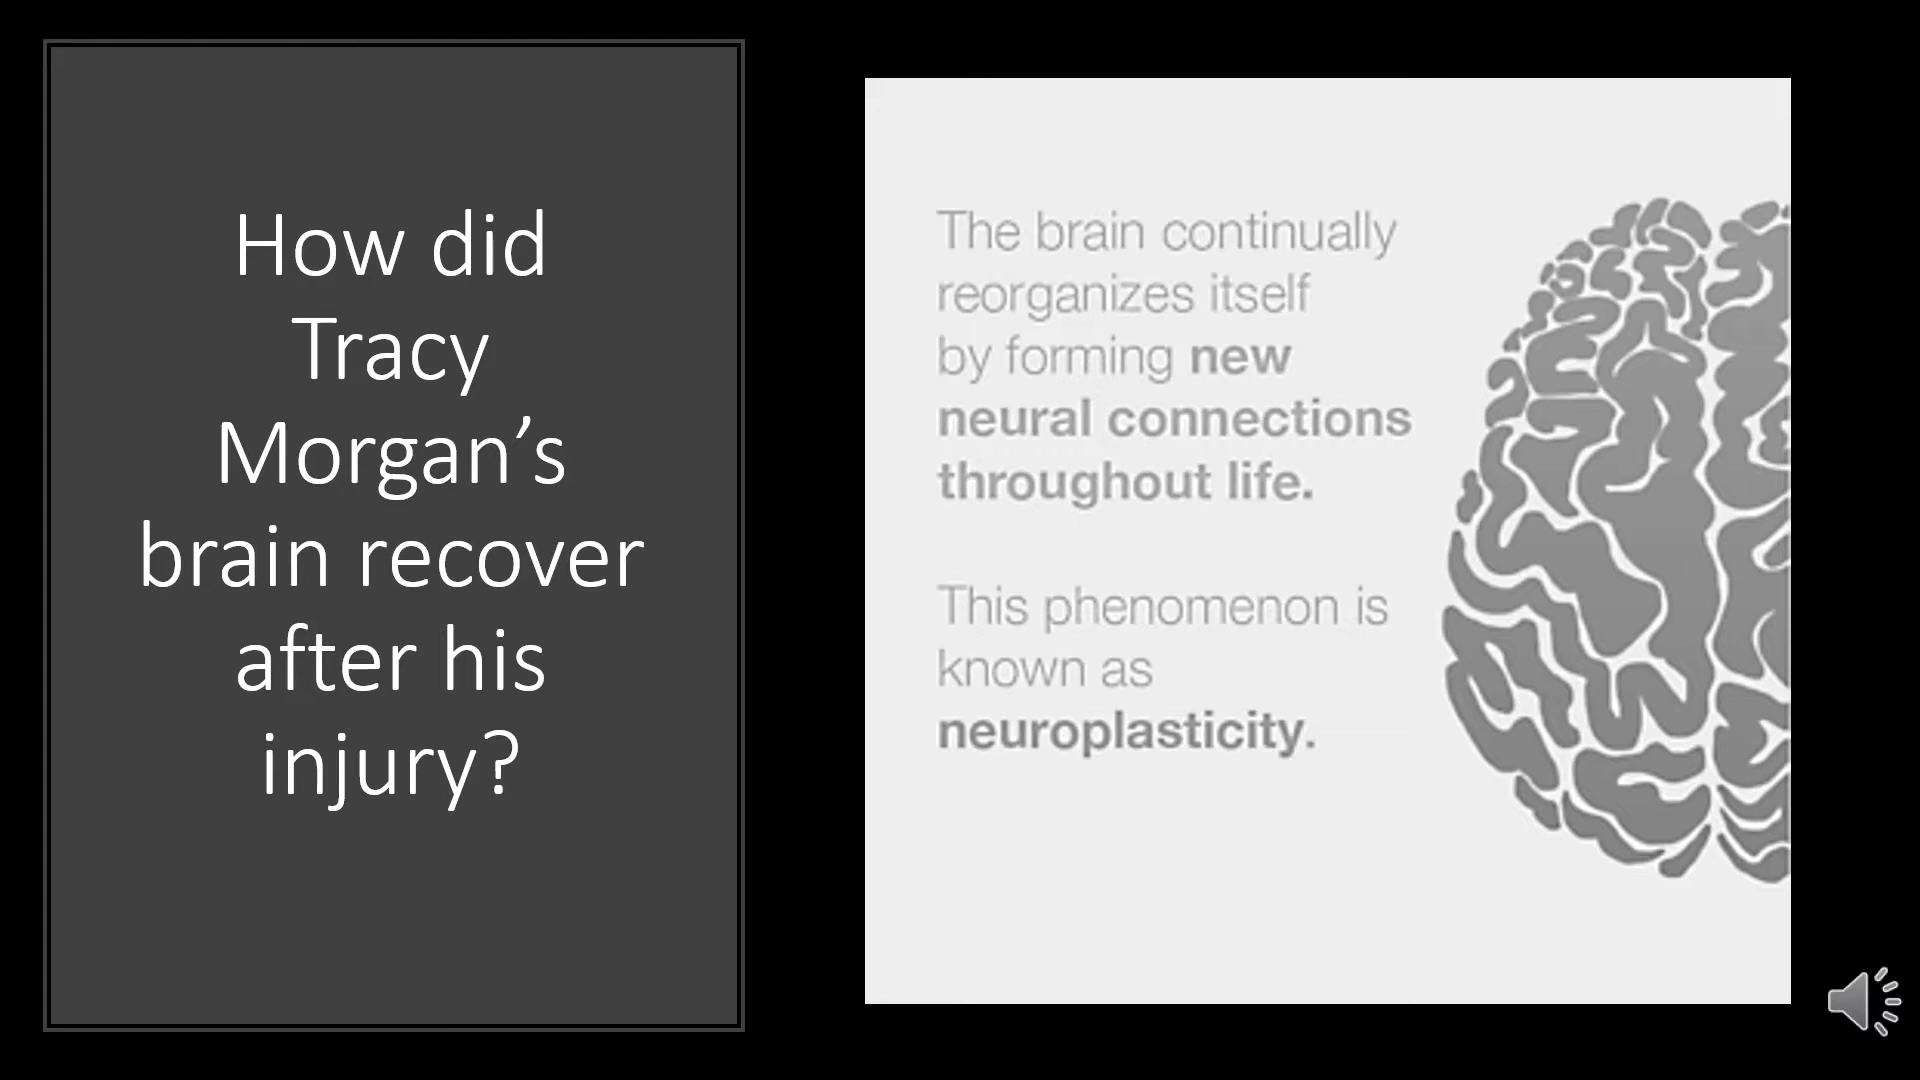 How did
Tracy
Morgan’s
brain recover
after his
injury?
The brain continually
reorganizes itself
by forming new
neural connections
throughout life.
This phenomenon is
known as
neuroplasticity.